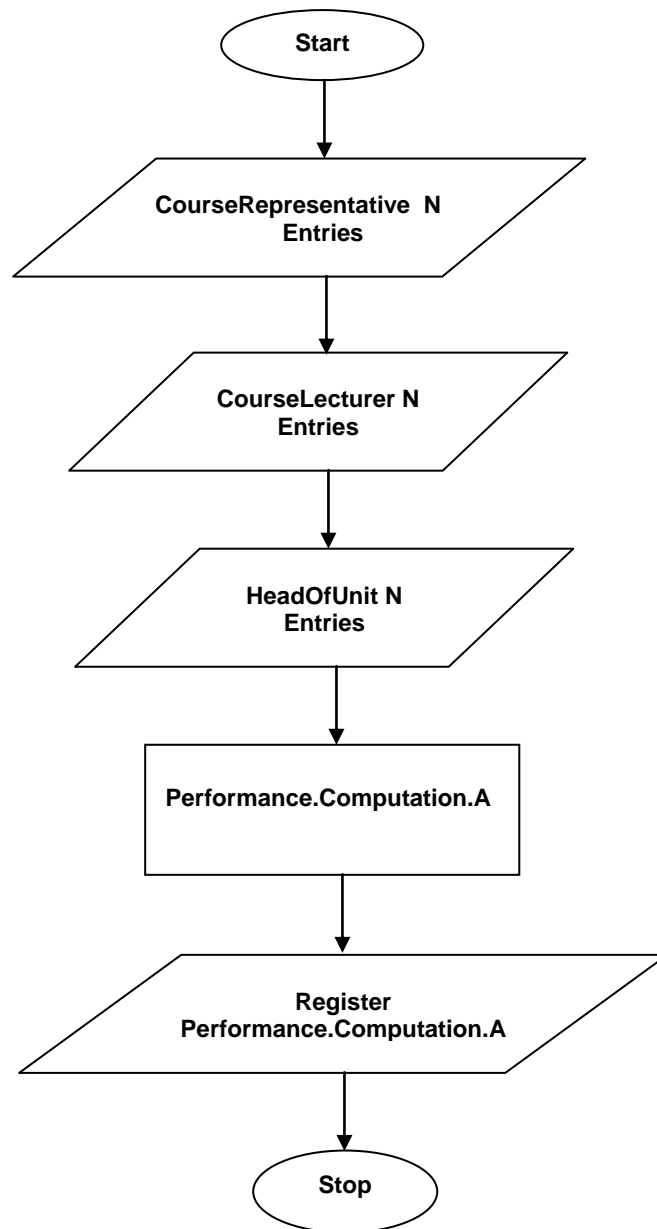 Start
CourseRepresentative N
Entries
CourseLecturer N
Entries
HeadOfUnit N
Entries
Performance.Computation.A
Register
Performance.Computation.A
Stop